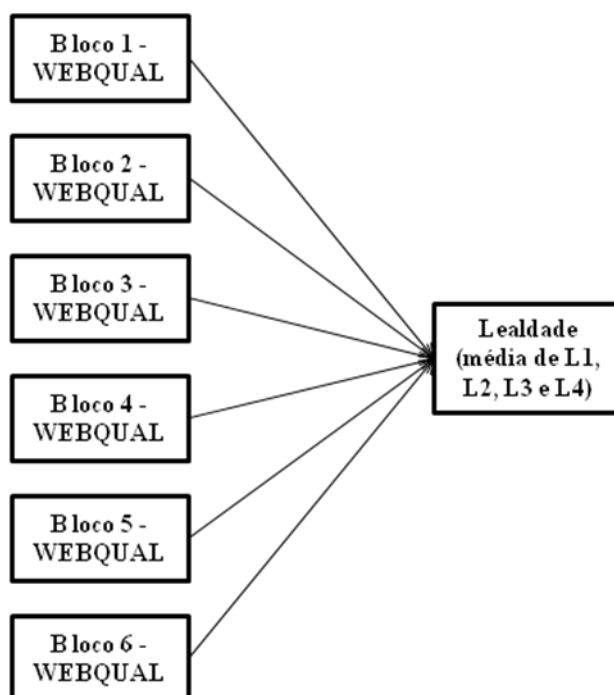 Bloco 1 -
WEBQUAL
Bloco 2 -
WEBQUAL
Bloco 3 -
WEBQUAL
Bloco 4 -
WEBQUAL
Bloco 5 -
WEBQUAL
Bloco 6 -
WEBQUAL
Lealdade
(média de L1,
L2, L3 e L4)